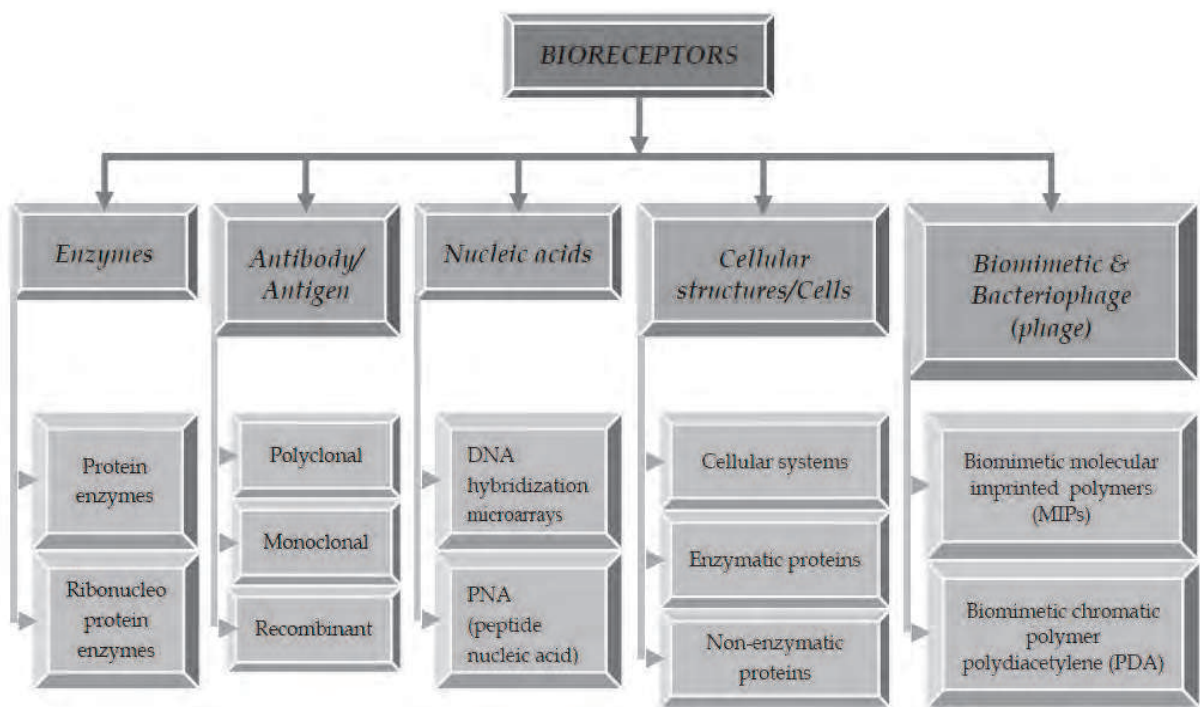 BIORECEPTORS
Enzymes
Protein
enzymes
Ribonucleo
protein
enzymes
Antibody/
Antigen
Polyclonal
Monoclonal
Recombinant
Nucleic acids
DNA
hybridization
microarrays
PNA
(peptide
nucleic acid)
Cellular
structures/Cells
Cellular systems
Enzymatic proteins
Non-enzymatic
proteins
Biomimetic &
Bacteriophage
(phage)
Biomimetic molecular
imprinted polymers
(MIPs)
Biomimetic chromatic
polymer
polydiacetylene (PDA)